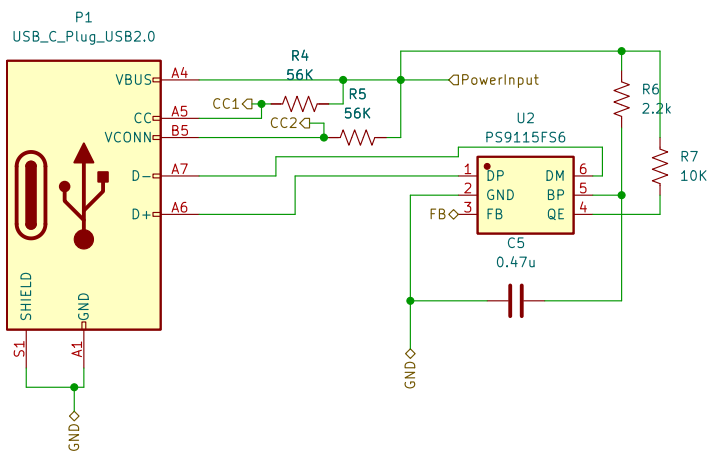 P1
USB_C_Plug_USB2.0
VBUS A4
CC A5
VCONN B5
D- A7
D+ A6
SHIELD
GND
S1
A1
GND
R4
56K
CC1
R5
56K
CC2
PowerInput
R6
2.2k
R7
10K
U2
PS9115FS6
1 DP DM 6
2 GND BP 5
FB 3 FB QE 4
C5
0.47u
GND